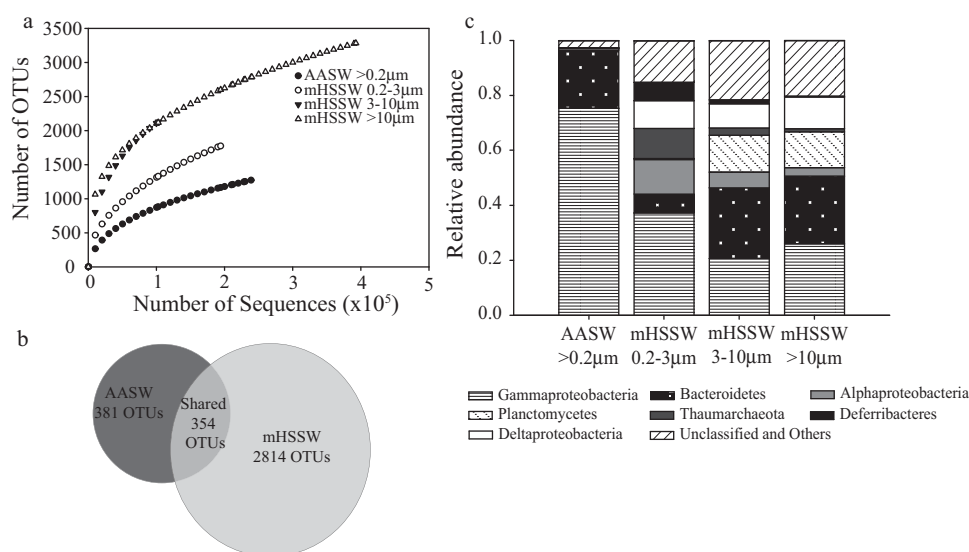 a
3500
3000
2500
2000
1500
1000
500
0
Number of OTUs
AASW >0.2μm
mHSSW 0.2-3μm
mHSSW 3-10μm
mHSSW >10μm
0 1 2 3 4 5
Number of Sequences (x10⁵)
b
AASW
381 OTUs
Shared
354
OTUs
mHSSW
2814 OTUs
c
1.0
0.8
0.6
0.4
0.2
0.0
Relative abundance
AASW
>0.2μm
mHSSW
0.2-3μm
mHSSW
3-10μm
mHSSW
>10μm
Gammaproteobacteria
Bacteroidetes
Alphaproteobacteria
Planctomycetes
Thaumarchaeota
Deferribacteres
Deltaproteobacteria
Unclassified and Others